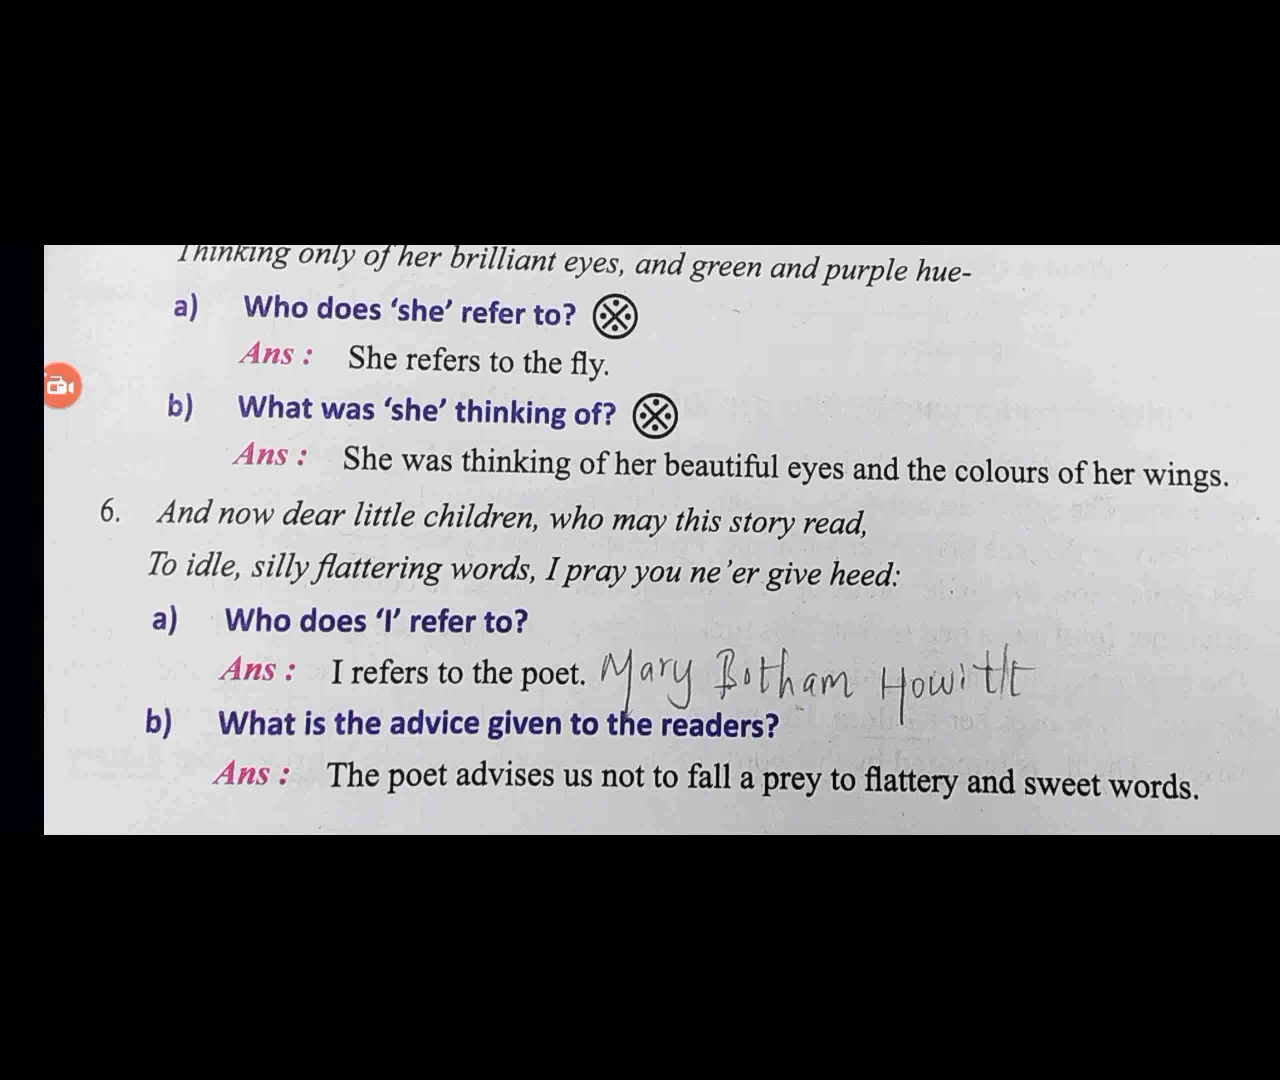 Thinking only of her brilliant eyes, and green and purple hue-
a) Who does ‘she’ refer to?
Ans : She refers to the fly.
b) What was ‘she’ thinking of?
Ans : She was thinking of her beautiful eyes and the colours of her wings.
6. And now dear little children, who may this story read,
To idle, silly flattering words, I pray you ne’er give heed:
a) Who does ‘I’ refer to?
Ans : I refers to the poet. Mary Botham Howitt
b) What is the advice given to the readers?
Ans : The poet advises us not to fall a prey to flattery and sweet words.